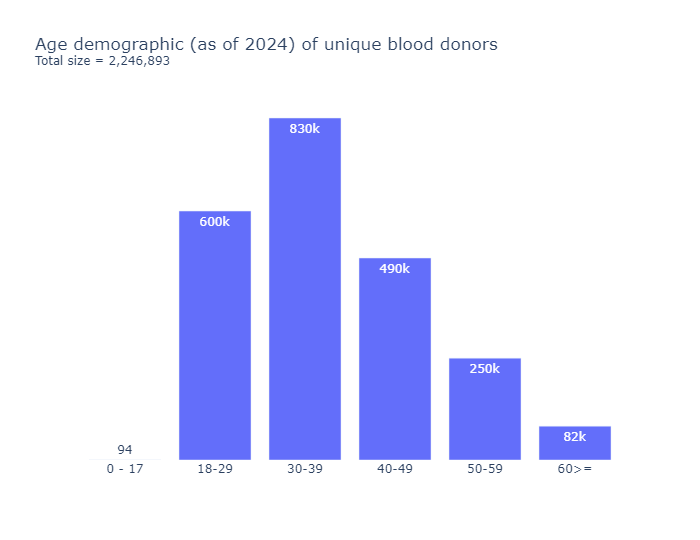 Age demographic (as of 2024) of unique blood donors
Total size = 2,246,893
830k
600k
490k
250k
82k
94
0 - 17 18-29 30-39 40-49 50-59 60>=